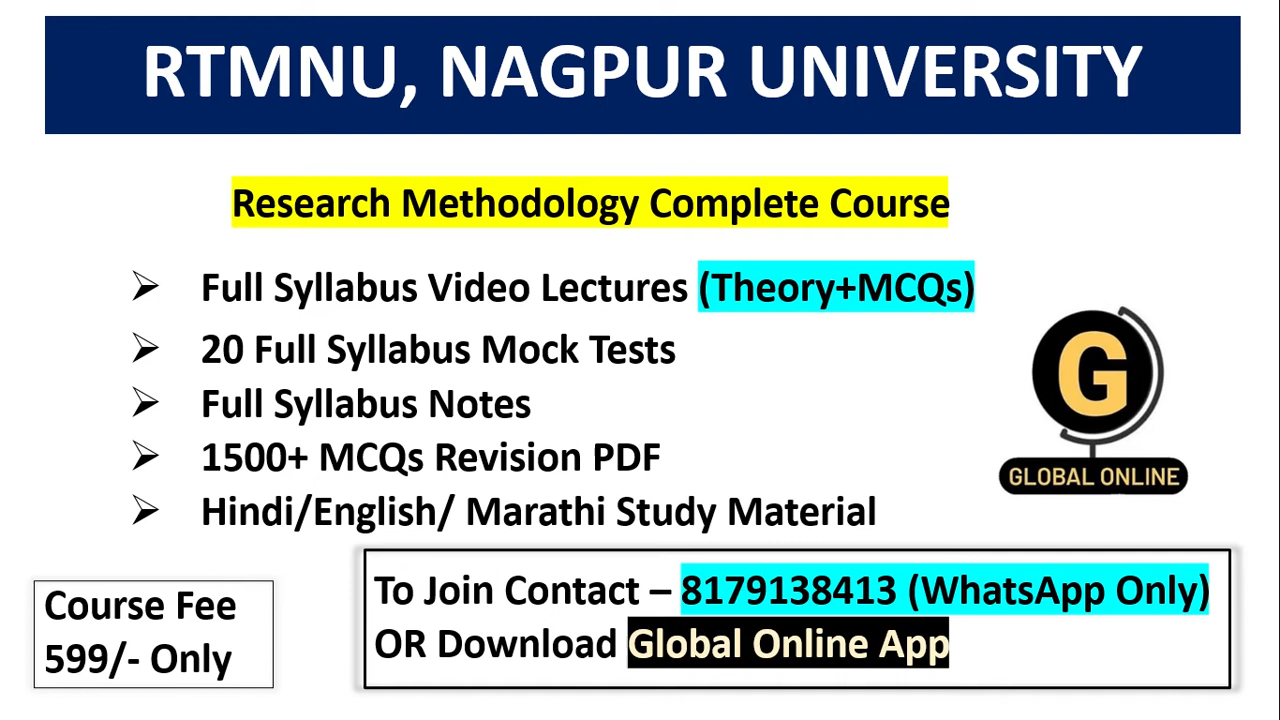 RTMNU, NAGPUR UNIVERSITY
Research Methodology Complete Course
➢ Full Syllabus Video Lectures (Theory+MCQs)
➢ 20 Full Syllabus Mock Tests
➢ Full Syllabus Notes
➢ 1500+ MCQs Revision PDF
➢ Hindi/English/ Marathi Study Material
G
GLOBAL ONLINE
Course Fee
599/- Only
To Join Contact – 8179138413 (WhatsApp Only)
OR Download Global Online App